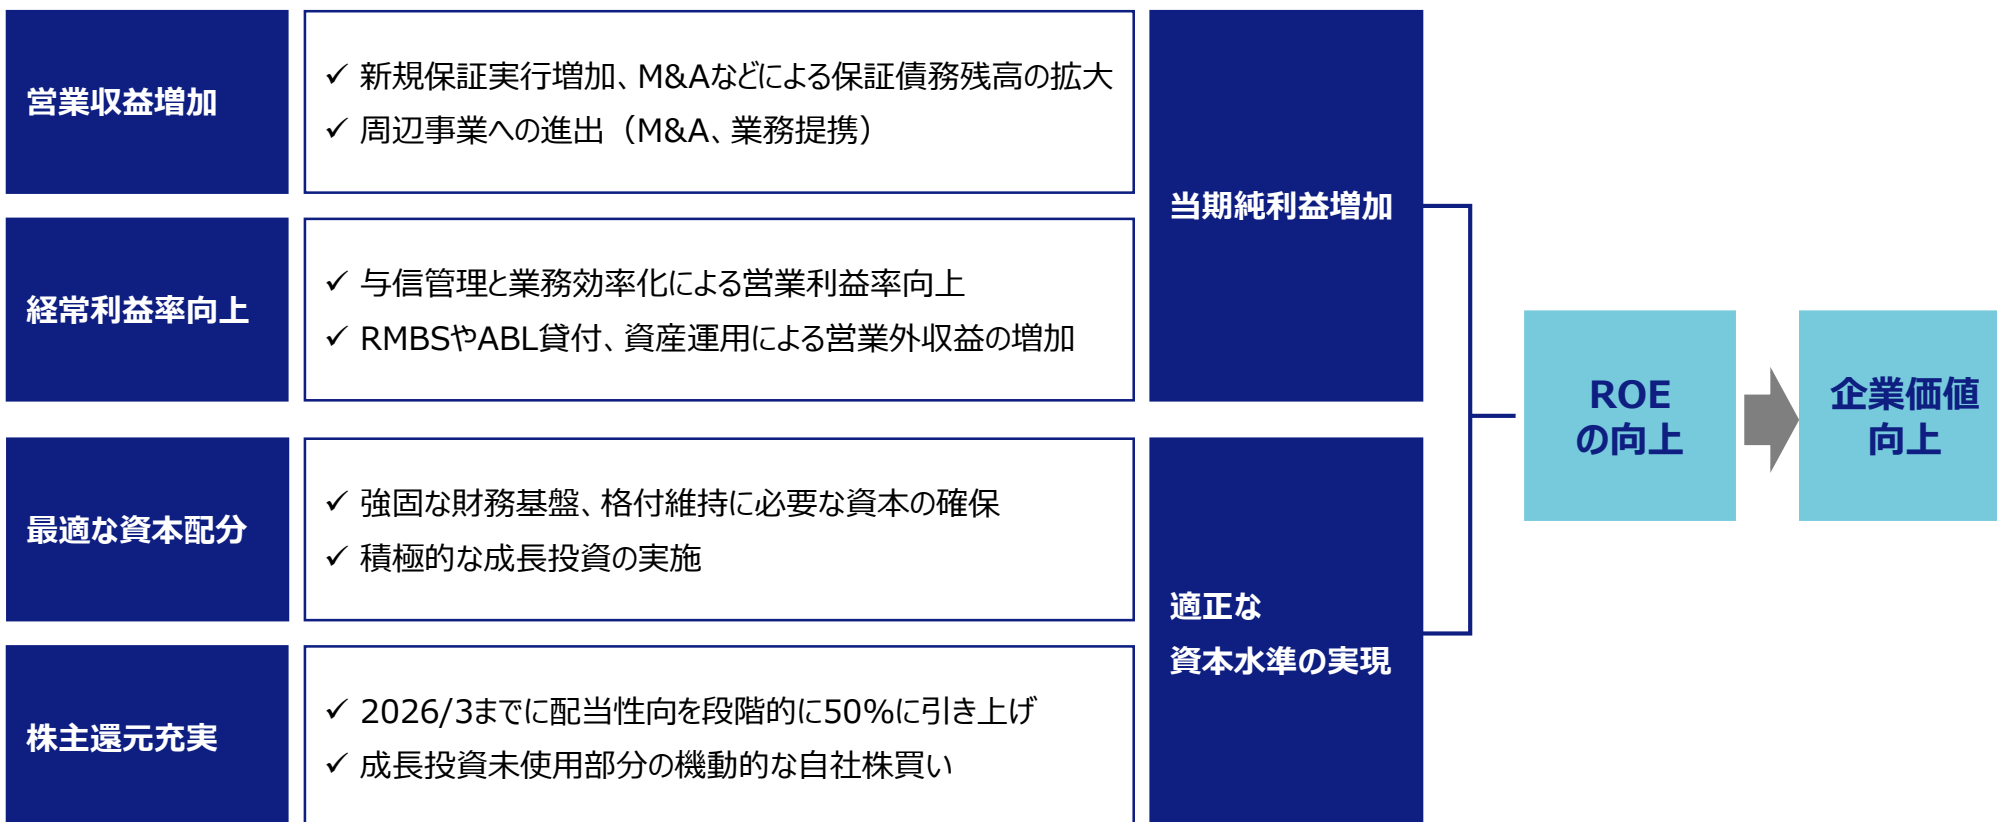 営業収益増加
✓ 新規保証実行増加、M&Aなどによる保証債務残高の拡大
✓ 周辺事業への進出（M&A、業務提携）
経常利益率向上
✓ 与信管理と業務効率化による営業利益率向上
✓ RMBSやABL貸付、資産運用による営業外収益の増加
当期純利益増加
最適な資本配分
✓ 強固な財務基盤、格付維持に必要な資本の確保
✓ 積極的な成長投資の実施
株主還元充実
✓ 2026/3までに配当性向を段階的に50%に引き上げ
✓ 成長投資未使用部分の機動的な自社株買い
適正な
資本水準の実現
ROE
の向上
企業価値
向上